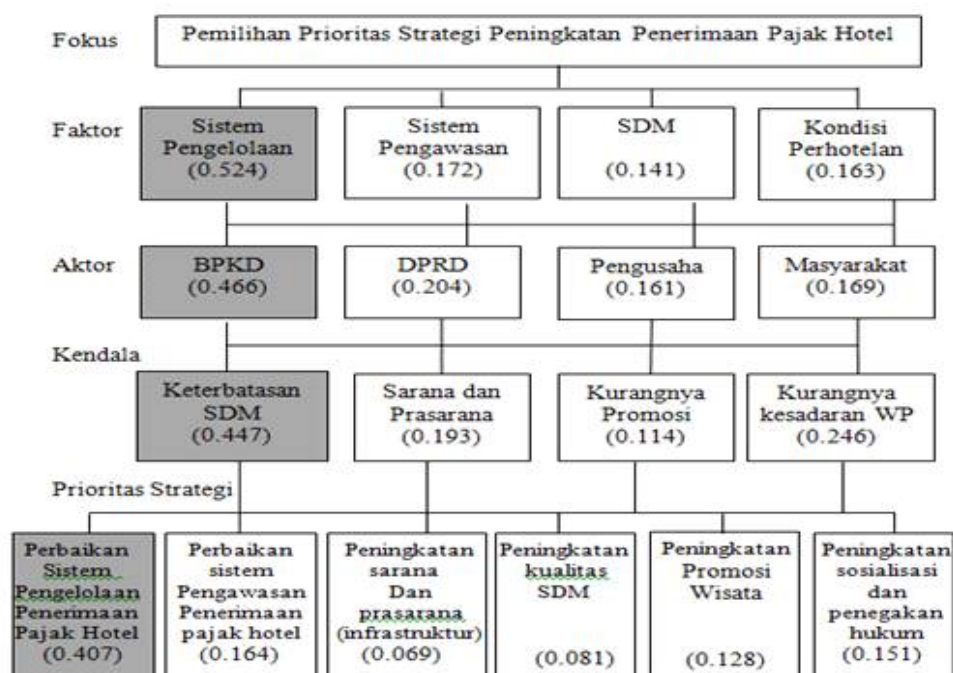 Fokus
Pemilihan Prioritas Strategi Peningkatan Penerimaan Pajak Hotel
Faktor
Sistem
Pengelolaan
(0.524)
Sistem
Pengawasan
(0.172)
SDM
(0.141)
Kondisi
Perhotelan
(0.163)
Aktor
BPKD
(0.466)
DPRD
(0.204)
Pengusaha
(0.161)
Masyarakat
(0.169)
Kendala
Keterbatasan
SDM
(0.447)
Sarana dan
Prasarana
(0.193)
Kurangnya
Promosi
(0.114)
Kurangnya
kesadaran WP
(0.246)
Prioritas Strategi
Perbaikan
Sistem
Pengelolaan
Penerimaan
Pajak Hotel
(0.407)
Perbaikan
sistem
Pengawasan
Penerimaan
pajak hotel
(0.164)
Peningkatan
sarana
Dan
prasarana
(infrastruktur)
(0.069)
Peningkatan
kualitas
SDM
(0.081)
Peningkatan
Promosi
Wisata
(0.128)
Peningkatan
sosialisasi
dan
penegakan
hukum
(0.151)